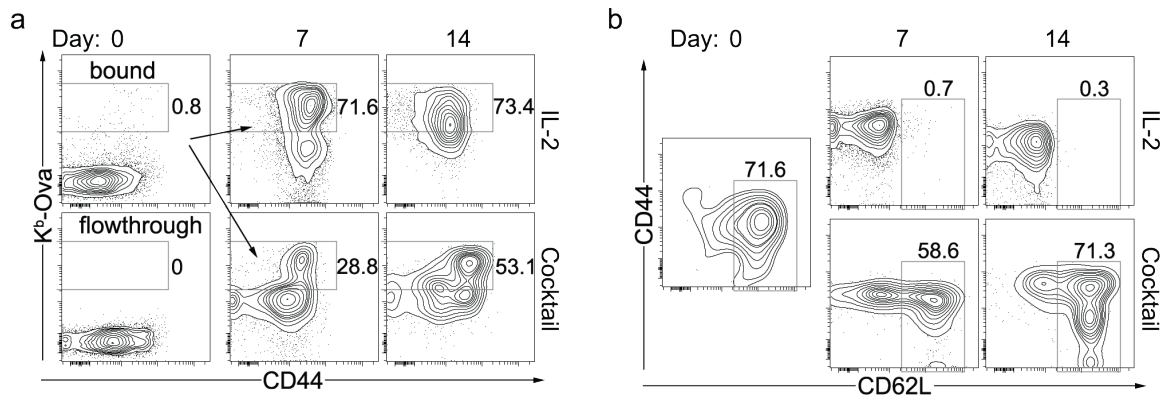 a
Day: 0 7 14
bound
0.8
71.6
73.4
IL-2
flowthrough
0
28.8
53.1
Cocktail
Kᵇ-Ova
CD44
b
Day: 0 7 14
0.7
0.3
IL-2
71.6
58.6
71.3
Cocktail
CD44
CD62L